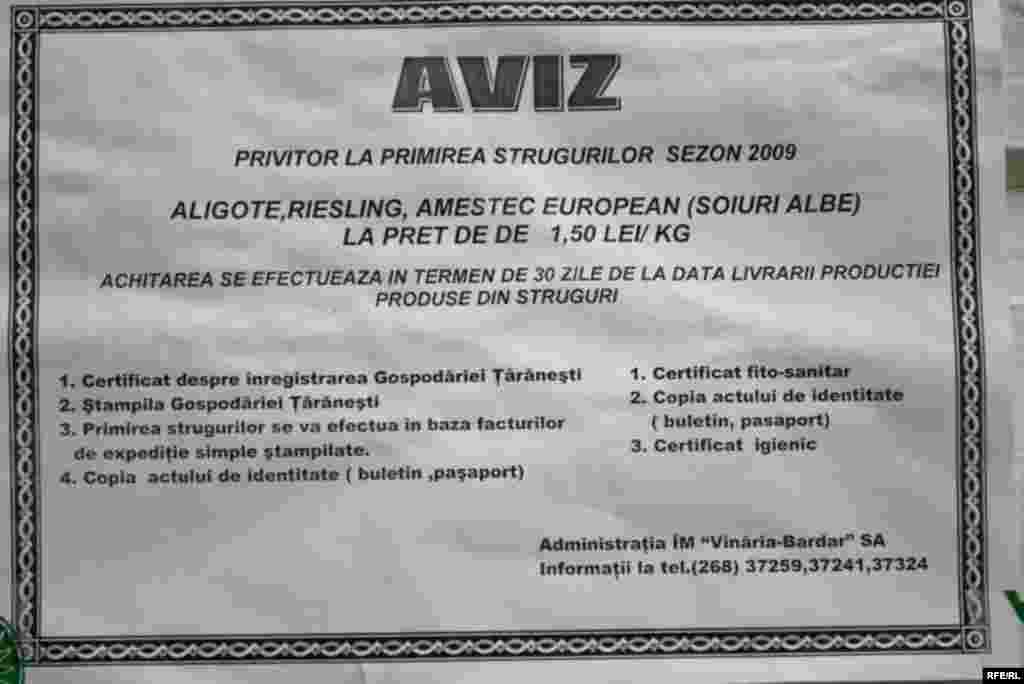 AVIZ
PRIVITOR LA PRIMIREA STRUGURILOR SEZON 2009
ALIGOTE,RIESLING, AMESTEC EUROPEAN (SOIURI ALBE)
LA PRET DE DE 1,50 LEI/ KG
ACHITAREA SE EFECTUEAZA IN TERMEN DE 30 ZILE DE LA DATA LIVRARII PRODUCTIEI
PRODUSE DIN STRUGURI
1. Certificat despre înregistrarea Gospodăriei Ţărăneşti
2. Ştampila Gospodăriei Ţărăneşti
3. Primirea strugurilor se va efectua in baza facturilor
de expediţie simple ştampilate.
4. Copia actului de identitate ( buletin ,paşaport)
1. Certificat fito-sanitar
2. Copia actului de identitate
( buletin, pasaport)
3. Certificat igienic
Administraţia ÎM “Vinăria-Bardar” SA
Informaţii la tel.(268) 37259,37241,37324
RFE/RL